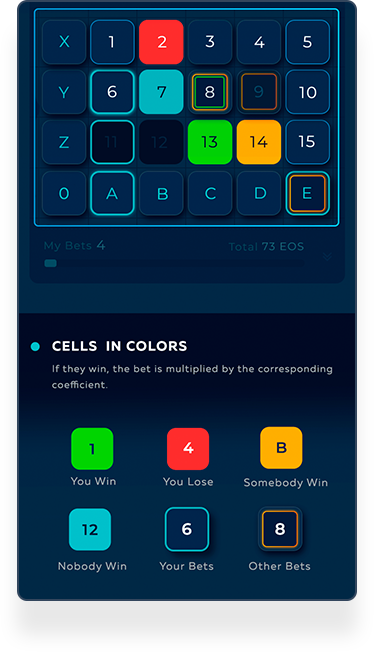 X 1 2 3 4 5
Y 6 7 8 9 10
Z 11 12 13 14 15
0 A B C D E
My Bets 4 Total 73 EOS
CELLS IN COLORS
If they win, the bet is multiplied by the corresponding
coefficient.
1 4 B
You Win You Lose Somebody Win
12 6 8
Nobody Win Your Bets Other Bets